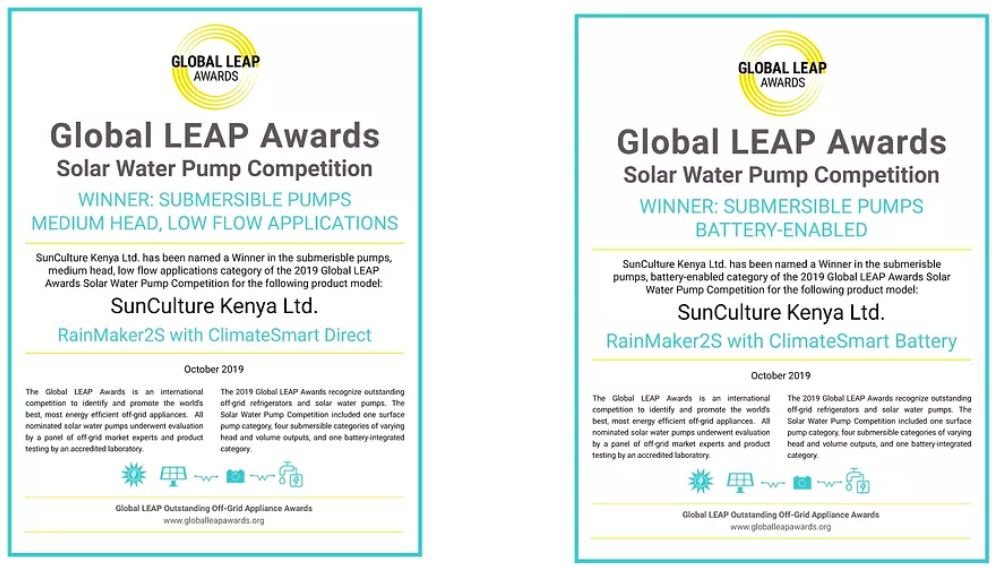 GLOBAL LEAP
AWARDS
Global LEAP Awards
Solar Water Pump Competition
WINNER: SUBMERSIBLE PUMPS
MEDIUM HEAD, LOW FLOW APPLICATIONS
SunCulture Kenya Ltd. has been named a Winner in the submerisble pumps,
medium head, low flow applications category of the 2019 Global LEAP
Awards Solar Water Pump Competition for the following product model:
SunCulture Kenya Ltd.
RainMaker2S with ClimateSmart Direct
October 2019
The Global LEAP Awards is an international
competition to identify and promote the world's
best, most energy efficient off-grid appliances. All
nominated solar water pumps underwent evaluation
by a panel of off-grid market experts and product
testing by an accredited laboratory.
The 2019 Global LEAP Awards recognize outstanding
off-grid refrigerators and solar water pumps. The
Solar Water Pump Competition included one surface
pump category, four submersible categories of varying
head and volume outputs, and one battery-integrated
category.
Global LEAP Outstanding Off-Grid Appliance Awards
www.globalleapawards.org
GLOBAL LEAP
AWARDS
Global LEAP Awards
Solar Water Pump Competition
WINNER: SUBMERSIBLE PUMPS
BATTERY-ENABLED
SunCulture Kenya Ltd. has been named a Winner in the submerisble
pumps, battery-enabled category of the 2019 Global LEAP Awards Solar
Water Pump Competition for the following product model:
SunCulture Kenya Ltd.
RainMaker2S with ClimateSmart Battery
October 2019
The Global LEAP Awards is an international
competition to identify and promote the world's
best, most energy efficient off-grid appliances. All
nominated solar water pumps underwent evaluation
by a panel of off-grid market experts and product
testing by an accredited laboratory.
The 2019 Global LEAP Awards recognize outstanding
off-grid refrigerators and solar water pumps. The
Solar Water Pump Competition included one surface
pump category, four submersible categories of varying
head and volume outputs, and one battery-integrated
category.
Global LEAP Outstanding Off-Grid Appliance Awards
www.globalleapawards.org